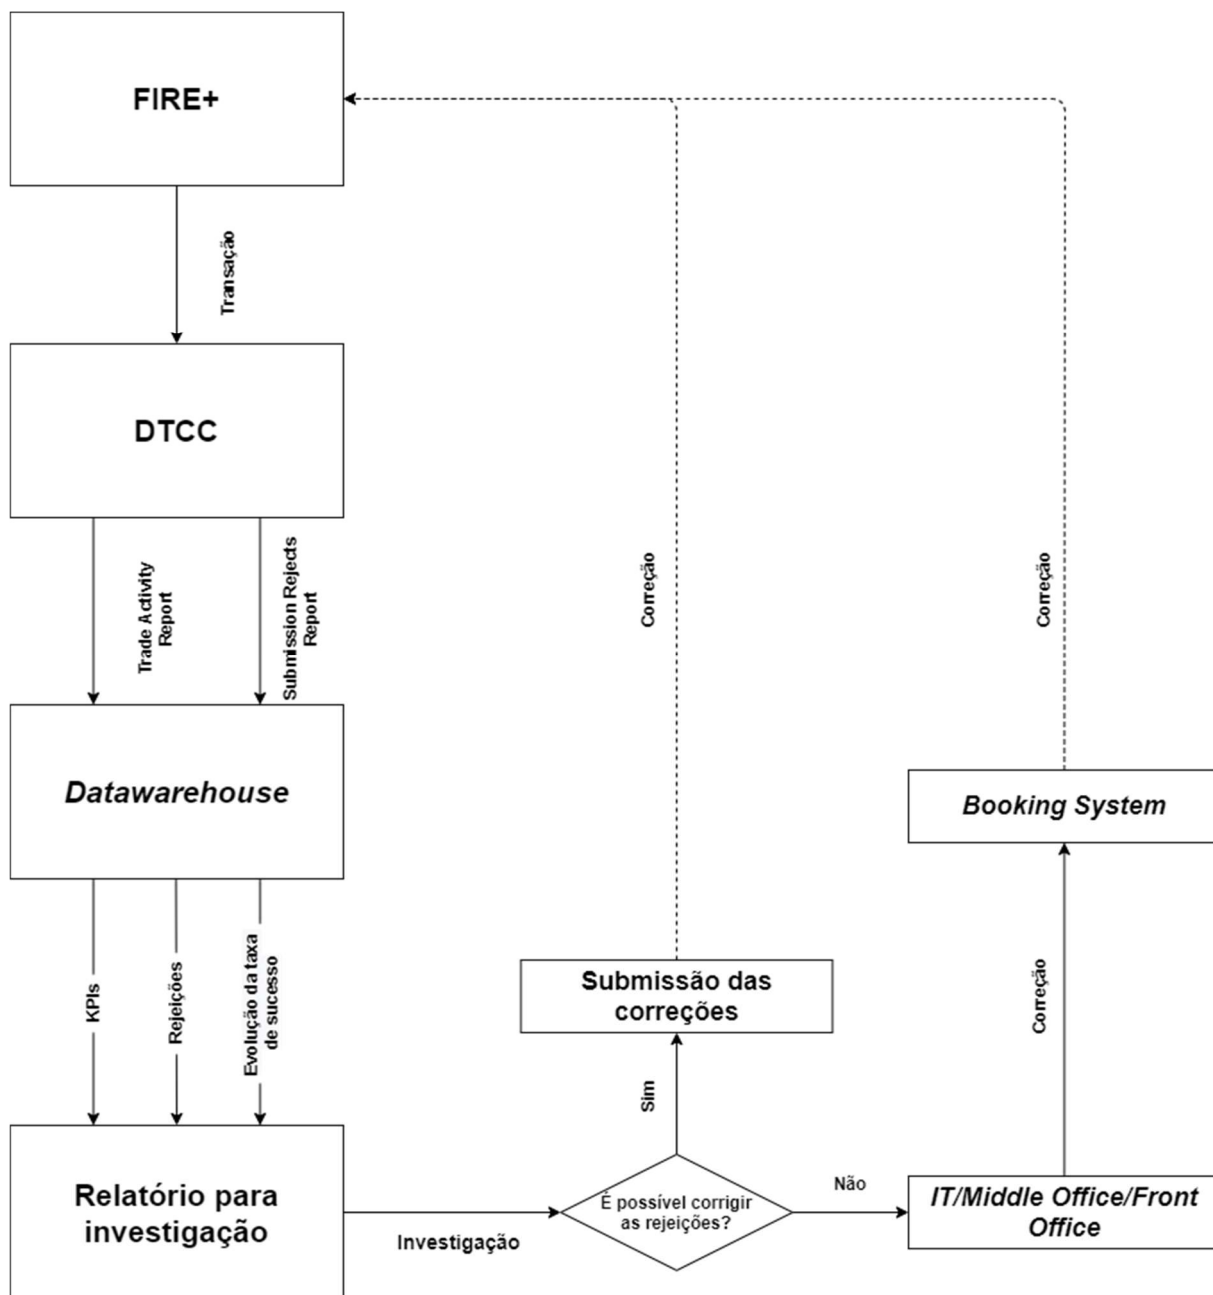 FIRE+
Transação
DTCC
Trade Activity
Report
Submission Rejects
Report
Correção
Correção
Datawarehouse
Booking System
KPIs
Rejeições
Evolução da taxa
de sucesso
Submissão das
correções
Correção
Sim
Relatório para
investigação
Investigação
É possível corrigir
as rejeições?
Não
IT/Middle Office/Front
Office